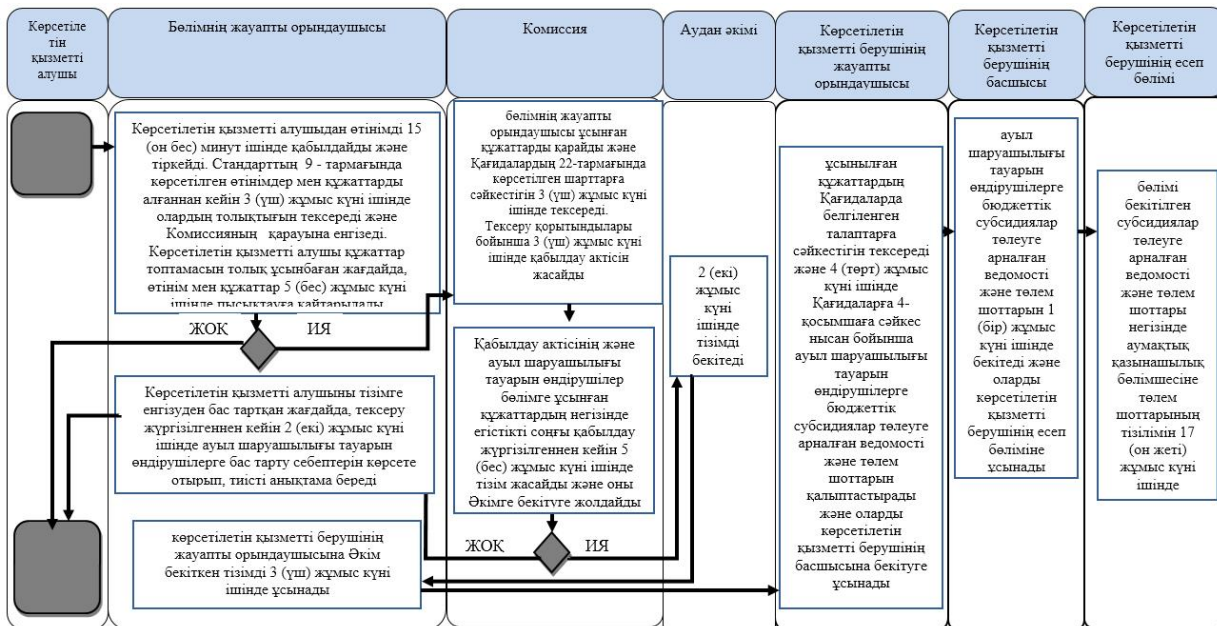 Көрсетіле
тін
қызметті
алушы
Бөлімнің жауапты орындаушысы
Комиссия
Аудан әкімі
Көрсетілетін
қызметті
берушінің
жауапты
орындаушысы
Көрсетілетін
қызметті
берушінің
басшысы
Көрсетілетін
қызметті
берушінің есеп
бөлімі
Көрсетілетін қызметті алушыдан өтінімді 15
(он бес) минут ішінде қабылдайды және
тіркейді. Стандарттың 9 - тармағында
көрсетілген өтінімдер мен құжаттарды
алғаннан кейін 3 (үш) жұмыс күні ішінде
олардың толықтығын тексереді және
Комиссияның қарауына енгізеді.
Көрсетілетін қызметті алушы құжаттар
топтамасын толық ұсынбаған жағдайда,
өтінім мен құжаттар 5 (бес) жұмыс күні
ішінде пысықтауға қайтарылады
ЖОҚ
ИЯ
Көрсетілетін қызметті алушыны тізімге
енгізуден бас тартқан жағдайда, тексеру
жүргізілгеннен кейін 2 (екі) жұмыс күні
ішінде ауыл шаруашылығы тауарын
өндірушілерге бас тарту себептерін көрсете
отырып, тиісті анықтама береді
көрсетілетін қызметті берушінің
жауапты орындаушысына Әкім
бекіткен тізімді 3 (үш) жұмыс күні
ішінде ұсынады
бөлімнің жауапты
орындаушысы ұсынған
құжаттарды қарайды және
Қағидалардың 22-тармағында
көрсетілген шарттарға
сәйкестігін 3 (үш) жұмыс күні
ішінде тексереді.
Тексеру қорытындылары
бойынша 3 (үш) жұмыс күні
ішінде қабылдау актісін
жасайды
Қабылдау актісінің және
ауыл шаруашылығы
тауарын өндірушілер
бөлімге ұсынған
құжаттардың негізінде
егістікті соңғы қабылдау
жүргізілгеннен кейін 5
(бес) жұмыс күні ішінде
тізім жасайды және оны
Әкімге бекітуге жолдайды
ЖОҚ
ИЯ
2 (екі)
жұмыс
күні
ішінде
тізімді
бекітеді
ұсынылған
құжаттардың
Қағидаларда
белгіленген
талаптарға
сәйкестігін тексереді
және 4 (төрт) жұмыс
күні ішінде
Қағидаларға 4-
қосымшаға сәйкес
нысан бойынша
ауыл шаруашылығы
тауарын
өндірушілерге
бюджеттік
субсидиялар төлеуге
арналған ведомості
және төлем
шоттарын
қалыптастырады
және оларды
көрсетілетін
қызметті берушінің
басшысына бекітуге
ұсынады
ауыл
шаруашылығы
тауарын
өндірушілерге
бюджеттік
субсидиялар
төлеуге
арналған
ведомості
және төлем
шоттарын 1
(бір) жұмыс
күні ішінде
бекітеді және
оларды
көрсетілетін
қызметті
берушінің есеп
бөліміне
ұсынады
бөлімі
бекітілген
субсидиялар
төлеуге
арналған
ведомості
және төлем
шоттары
негізінде
аумақтық
қазынашылық
бөлімшесіне
төлем
шоттарының
тізілімін 17
(он жеті)
жұмыс күні
ішінде